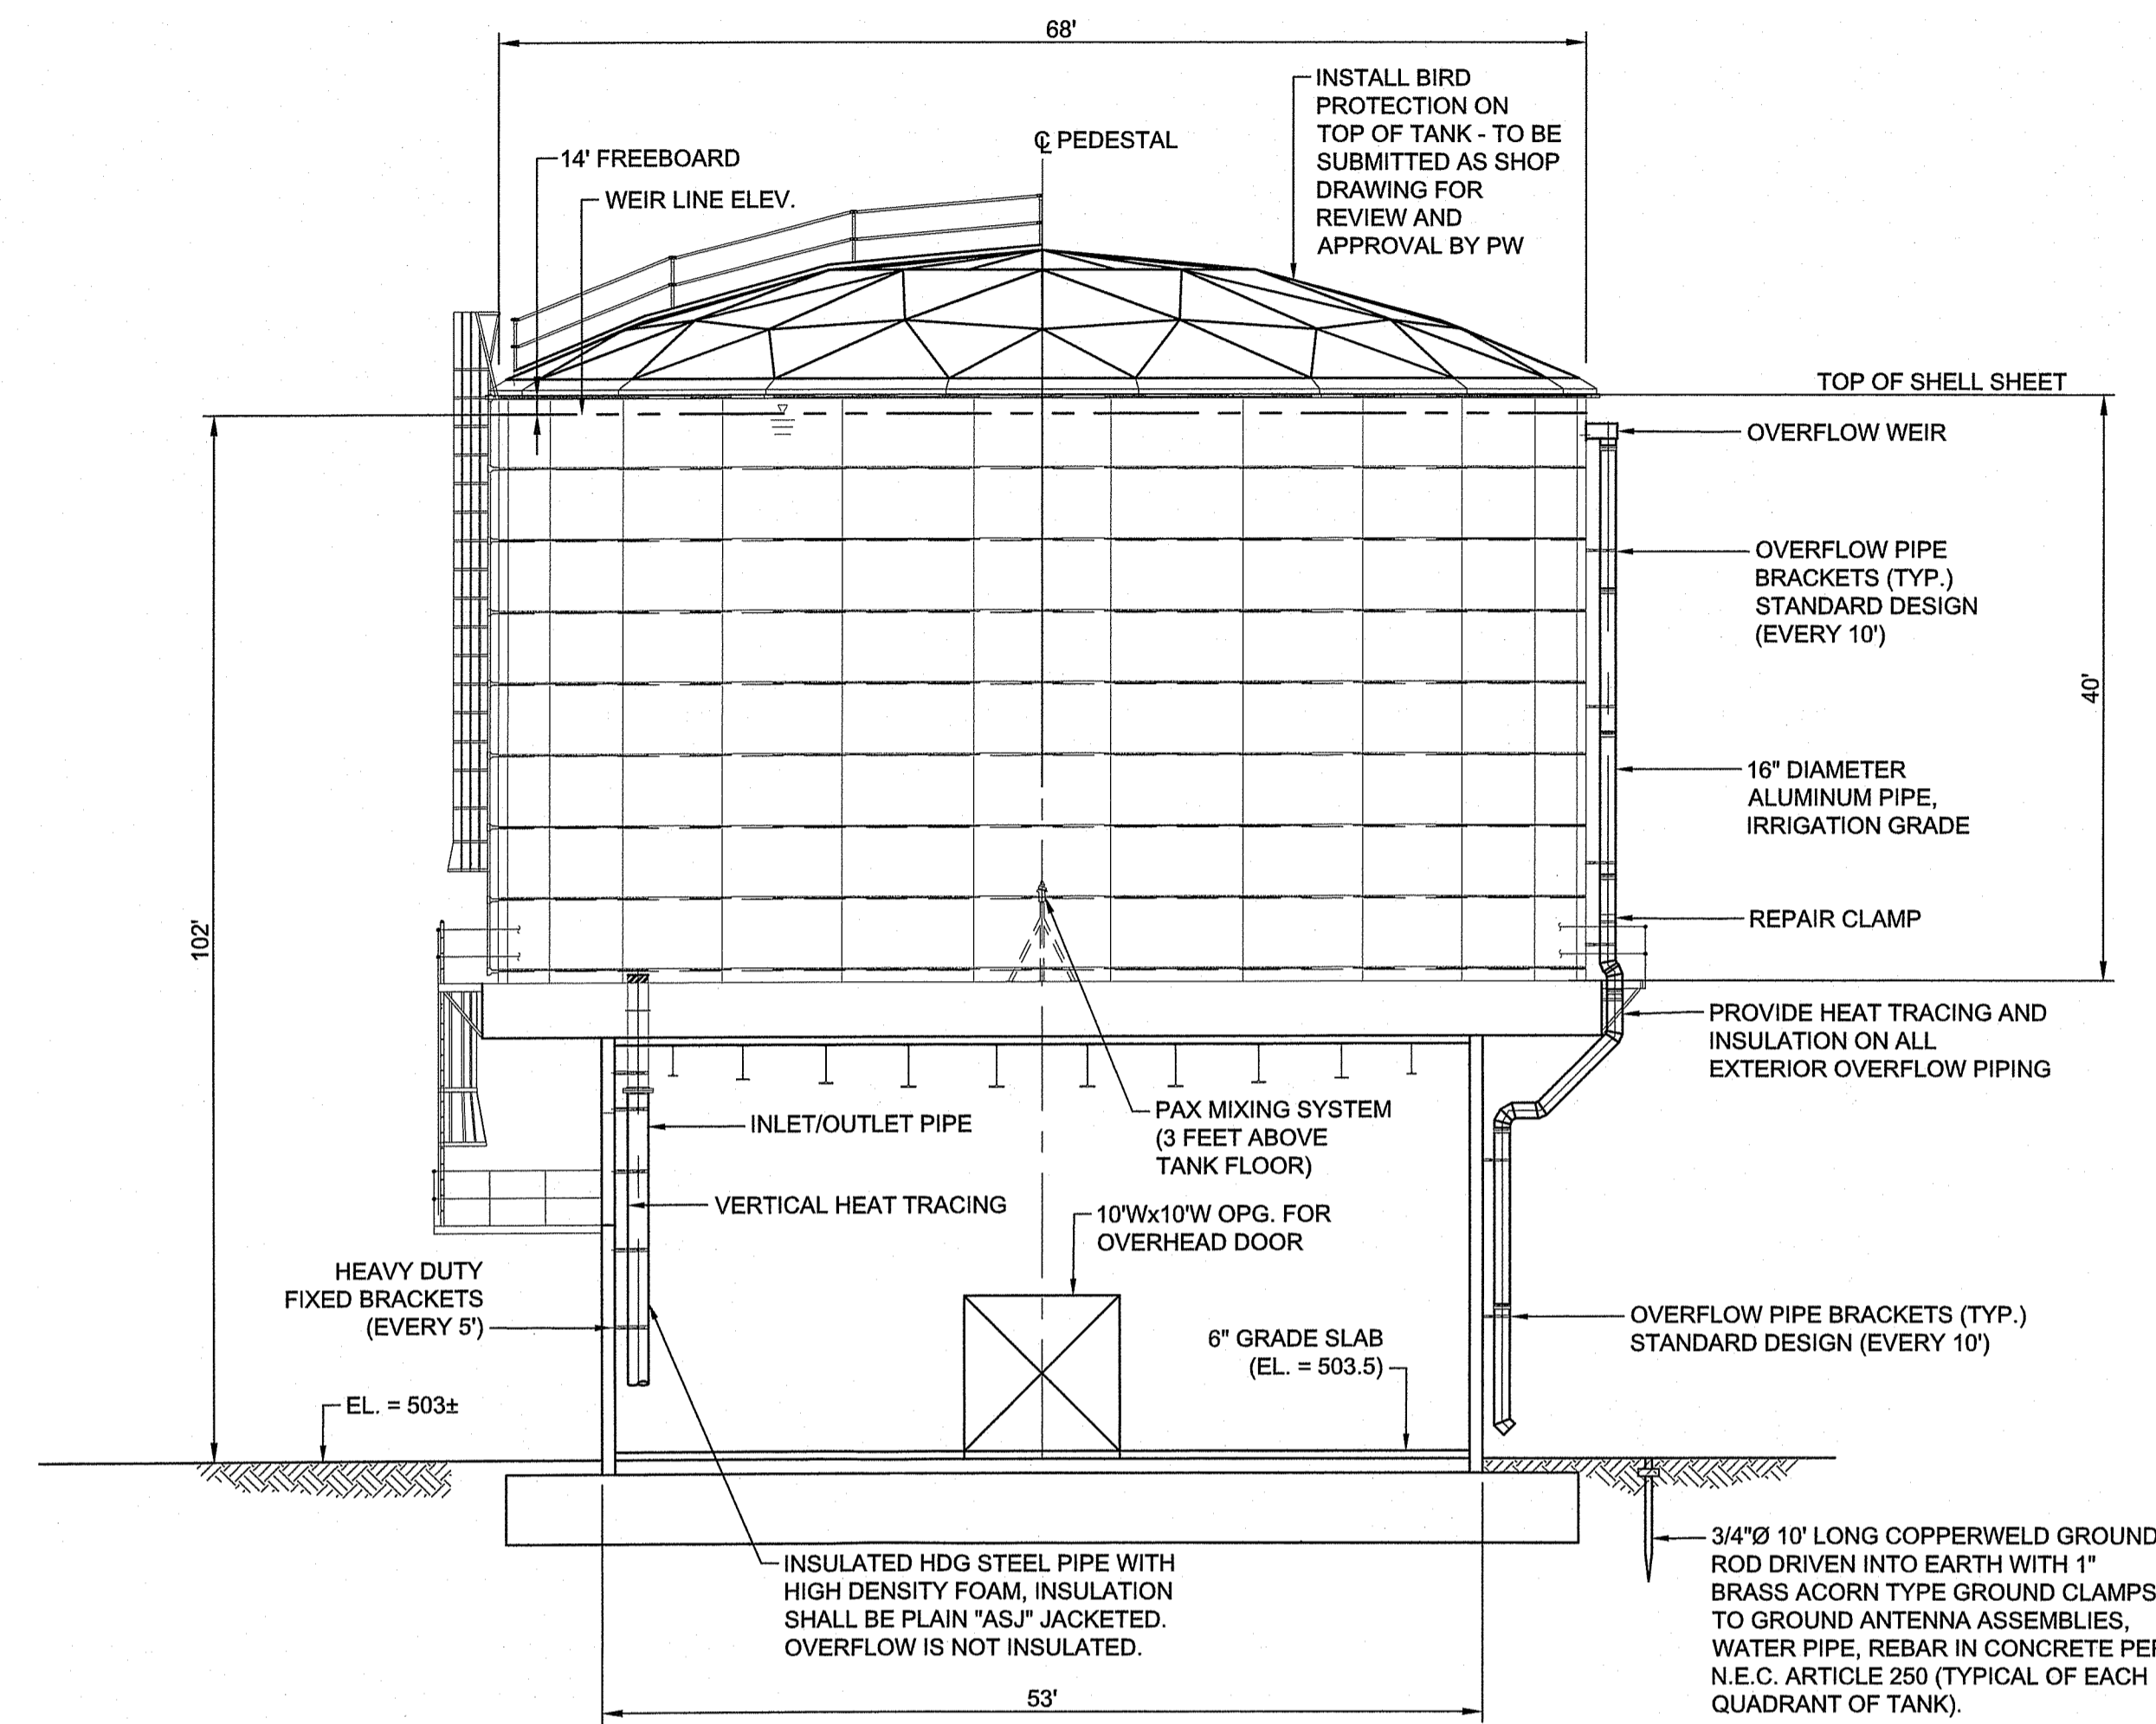 68'
INSTALL BIRD
PROTECTION ON
TOP OF TANK - TO BE
SUBMITTED AS SHOP
DRAWING FOR
REVIEW AND
APPROVAL BY PW
℄ PEDESTAL
14' FREEBOARD
WEIR LINE ELEV.
TOP OF SHELL SHEET
OVERFLOW WEIR
OVERFLOW PIPE
BRACKETS (TYP.)
STANDARD DESIGN
(EVERY 10')
40'
16" DIAMETER
ALUMINUM PIPE,
IRRIGATION GRADE
REPAIR CLAMP
102'
PROVIDE HEAT TRACING AND
INSULATION ON ALL
EXTERIOR OVERFLOW PIPING
INLET/OUTLET PIPE
PAX MIXING SYSTEM
(3 FEET ABOVE
TANK FLOOR)
VERTICAL HEAT TRACING
10'Wx10'W OPG. FOR
OVERHEAD DOOR
HEAVY DUTY
FIXED BRACKETS
(EVERY 5')
6" GRADE SLAB
(EL. = 503.5)
OVERFLOW PIPE BRACKETS (TYP.)
STANDARD DESIGN (EVERY 10')
EL. = 503±
INSULATED HDG STEEL PIPE WITH
HIGH DENSITY FOAM, INSULATION
SHALL BE PLAIN "ASJ" JACKETED.
OVERFLOW IS NOT INSULATED.
3/4"Ø 10' LONG COPPERWELD GROUND
ROD DRIVEN INTO EARTH WITH 1"
BRASS ACORN TYPE GROUND CLAMPS
TO GROUND ANTENNA ASSEMBLIES,
WATER PIPE, REBAR IN CONCRETE PER
N.E.C. ARTICLE 250 (TYPICAL OF EACH
QUADRANT OF TANK).
53'